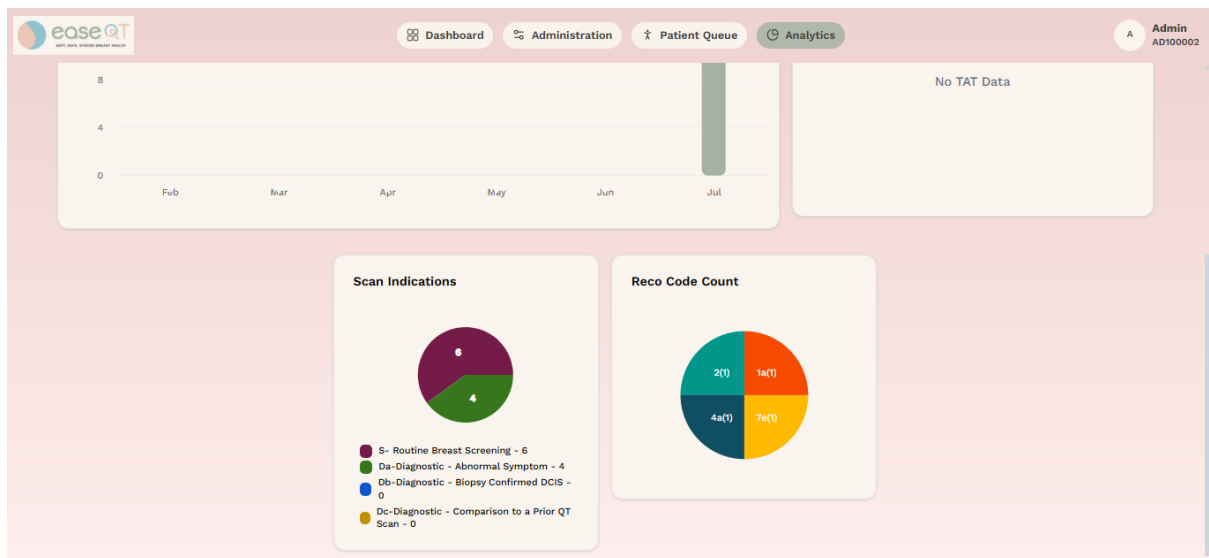 ease QT
Dashboard
Administration
Patient Queue
Analytics
A
Admin
AD100002
8
4
0
Feb
Mar
Apr
May
Jun
Jul
No TAT Data
Scan Indications
6
4
S- Routine Breast Screening - 6
Da-Diagnostic - Abnormal Symptom - 4
Db-Diagnostic - Biopsy Confirmed DCIS -
0
Dc-Diagnostic - Comparison to a Prior QT
Scan - 0
Reco Code Count
2(1)
1a(1)
4a(1)
7e(1)